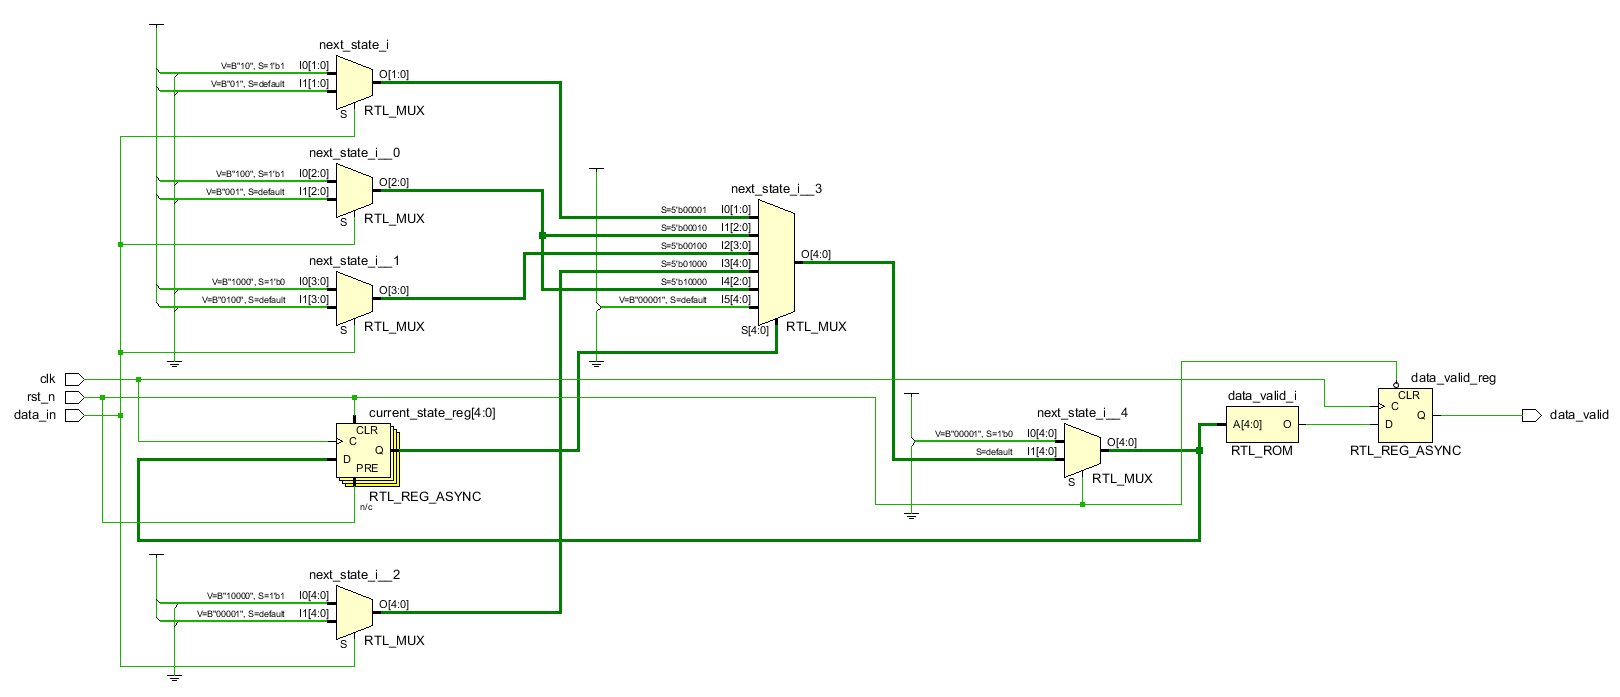 next_state_i
V=B"10", S=1'b1 I0[1:0]
V=B"01", S=default I1[1:0]
O[1:0]
S
RTL_MUX
next_state_i__0
V=B"100", S=1'b1 I0[2:0]
V=B"001", S=default I1[2:0]
O[2:0]
S
RTL_MUX
next_state_i__1
V=B"1000", S=1'b0 I0[3:0]
V=B"0100", S=default I1[3:0]
O[3:0]
S
RTL_MUX
next_state_i__3
S=5'b00001 I0[1:0]
S=5'b00010 I1[2:0]
S=5'b00100 I2[3:0]
S=5'b01000 I3[4:0]
S=5'b10000 I4[2:0]
V=B"00001", S=default I5[4:0]
O[4:0]
S[4:0]
RTL_MUX
clk
rst_n
data_in
current_state_reg[4:0]
CLR
C
Q
D
PRE
RTL_REG_ASYNC
n/c
next_state_i__4
V=B"00001", S=1'b0 I0[4:0]
S=default I1[4:0]
O[4:0]
S
RTL_MUX
data_valid_i
A[4:0] O
RTL_ROM
data_valid_reg
CLR
C
Q
D
RTL_REG_ASYNC
data_valid
next_state_i__2
V=B"10000", S=1'b1 I0[4:0]
V=B"00001", S=default I1[4:0]
O[4:0]
S
RTL_MUX